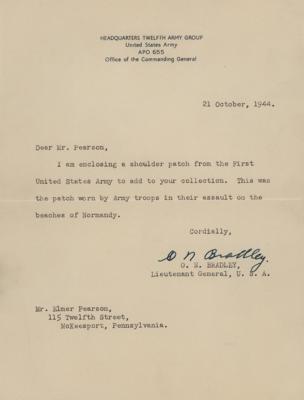 HEADQUARTERS TWELFTH ARMY GROUP
United States Army
APO 655
Office of the Commanding General
21 October, 1944.
Dear Mr. Pearson,
I am enclosing a shoulder patch from the First
United States Army to add to your collection. This was
the patch worn by Army troops in their assault on the
beaches of Normandy.
Cordially,
O N Bradley.
O. N. BRADLEY,
Lieutenant General, U. S. A.
Mr. Elmer Pearson,
115 Twelfth Street,
McKeesport, Pennsylvania.